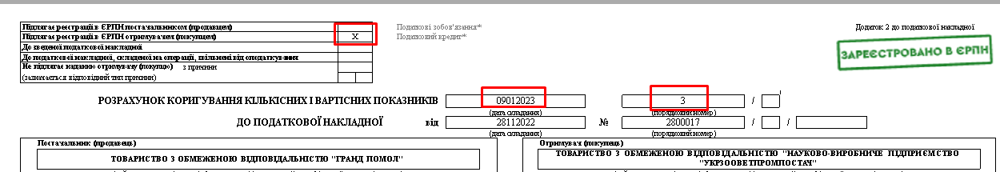 Підлягає реєстрації в ЄРПН постачальником (продавцем)
Підлягає реєстрації в ЄРПН отримувачем (покупцем) X
До зведеної податкової накладної
До податкової накладної, складеної на операції, звільнені від оподаткування
Не підлягає наданню отримувачу (покупцю) з причини
(зазначається відповідний тип причини)
Податкові зобов'язання*
Податковий кредит*
Додаток 2 до податкової накладної
ЗАРЕЄСТРОВАНО В ЄРПН
РОЗРАХУНОК КОРИГУВАННЯ КІЛЬКІСНИХ І ВАРТІСНИХ ПОКАЗНИКІВ 09012023 3 /
(дата складання) (порядковий номер)
ДО ПОДАТКОВОЇ НАКЛАДНОЇ від 28112022 № 2800017 / /
(дата складання) (порядковий номер)
Постачальник (продавець)
ТОВАРИСТВО З ОБМЕЖЕНОЮ ВІДПОВІДАЛЬНІСТЮ "ГРАНД ПОМОЛ"
Отримувач (покупець)
ТОВАРИСТВО З ОБМЕЖЕНОЮ ВІДПОВІДАЛЬНІСТЮ "НАУКОВО-ВИРОБНИЧЕ ПІДПРИЄМСТВО
"УКРЗООВЕТПРОМПОСТАЧ"